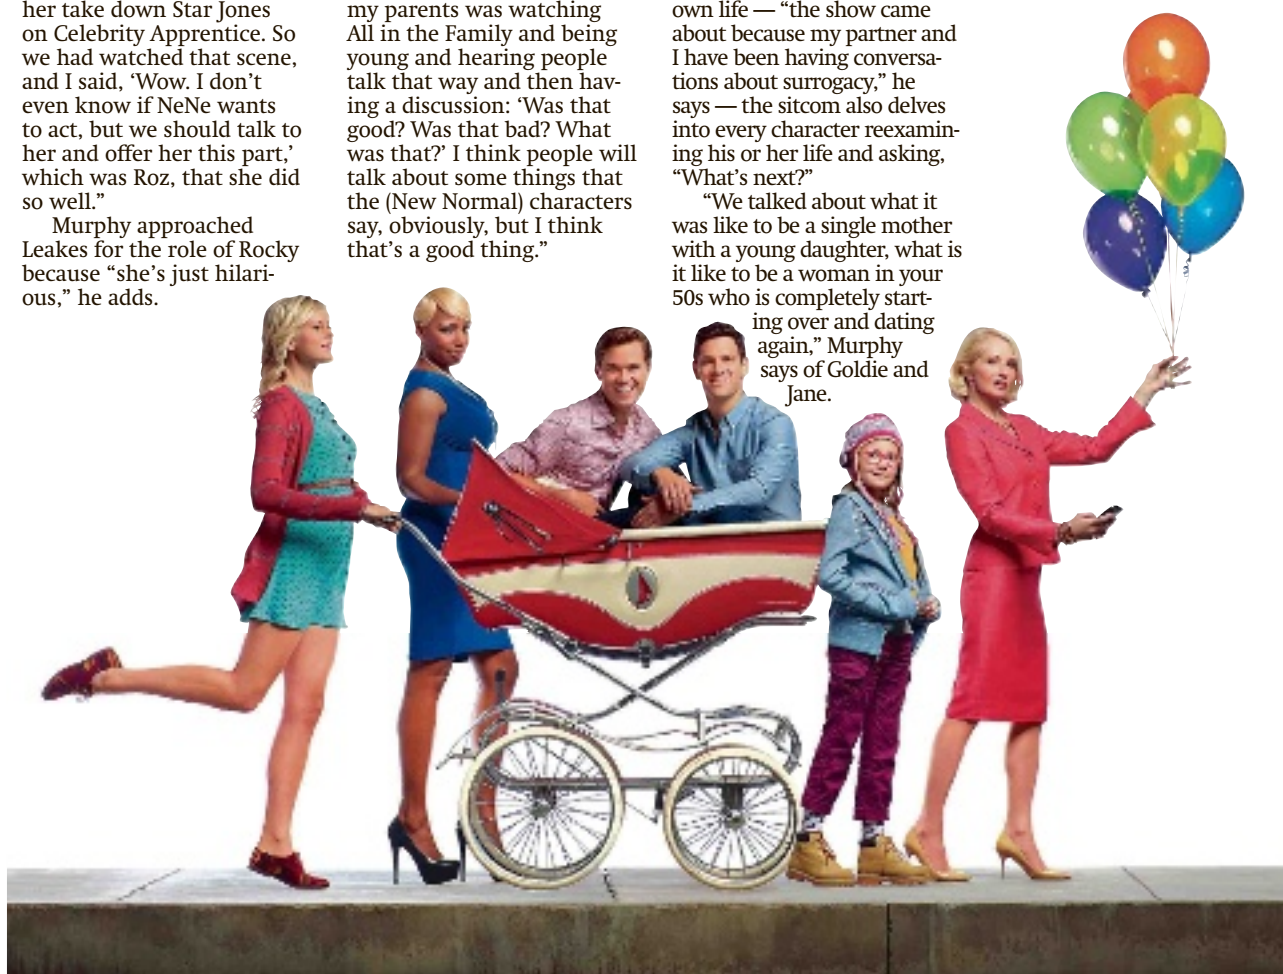 her take down Star Jones
on Celebrity Apprentice. So
we had watched that scene,
and I said, ‘Wow. I don’t
even know if NeNe wants
to act, but we should talk to
her and offer her this part,’
which was Roz, that she did
so well.”
Murphy approached
Leakes for the role of Rocky
because “she’s just hilari-
ous,” he adds.
my parents was watching
All in the Family and being
young and hearing people
talk that way and then hav-
ing a discussion: ‘Was that
good? Was that bad? What
was that?’ I think people will
talk about some things that
the (New Normal) characters
say, obviously, but I think
that’s a good thing.”
own life — “the show came
about because my partner and
I have been having conversa-
tions about surrogacy,” he
says — the sitcom also delves
into every character reexamin-
ing his or her life and asking,
“What’s next?”
“We talked about what it
was like to be a single mother
with a young daughter, what is
it like to be a woman in your
50s who is completely start-
ing over and dating
again,” Murphy
says of Goldie and
Jane.